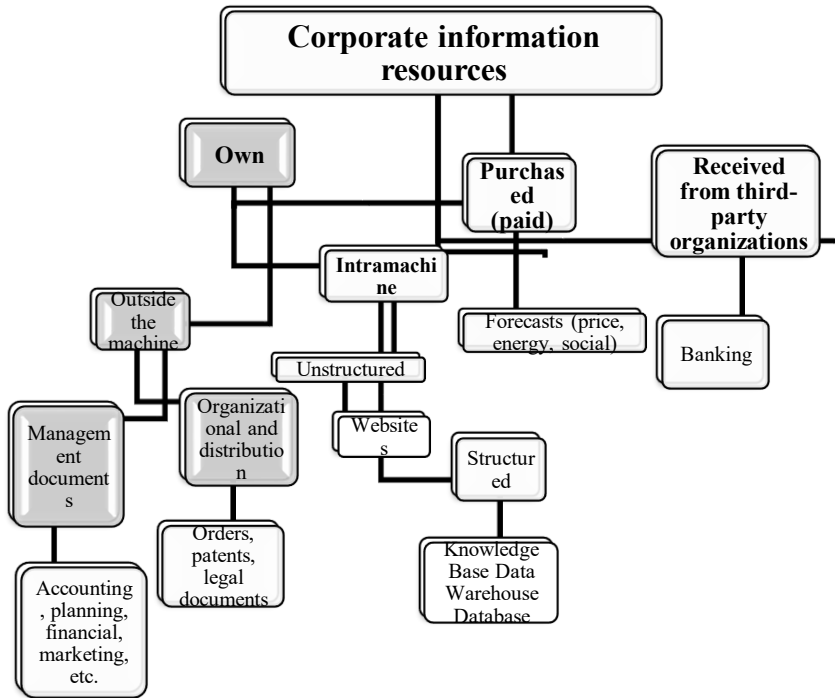 Corporate information
resources
Own
Purchas
ed
(paid)
Received
from third-
party
organizations
Intramachi
ne
Outside
the
machine
Forecasts (price,
energy, social)
Banking
Unstructured
Managem
ent
document
s
Organizati
onal and
distributio
n
Website
s
Structur
ed
Orders,
patents,
legal
documents
Knowledge
Base Data
Warehouse
Database
Accounting
, planning,
financial,
marketing,
etc.